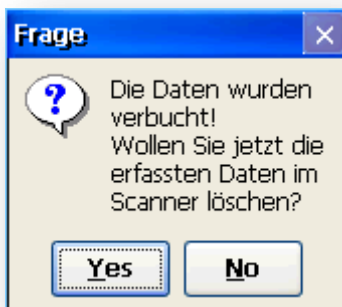 Frage
Die Daten wurden
verbucht!
Wollen Sie jetzt die
erfassten Daten im
Scanner löschen?
Yes No